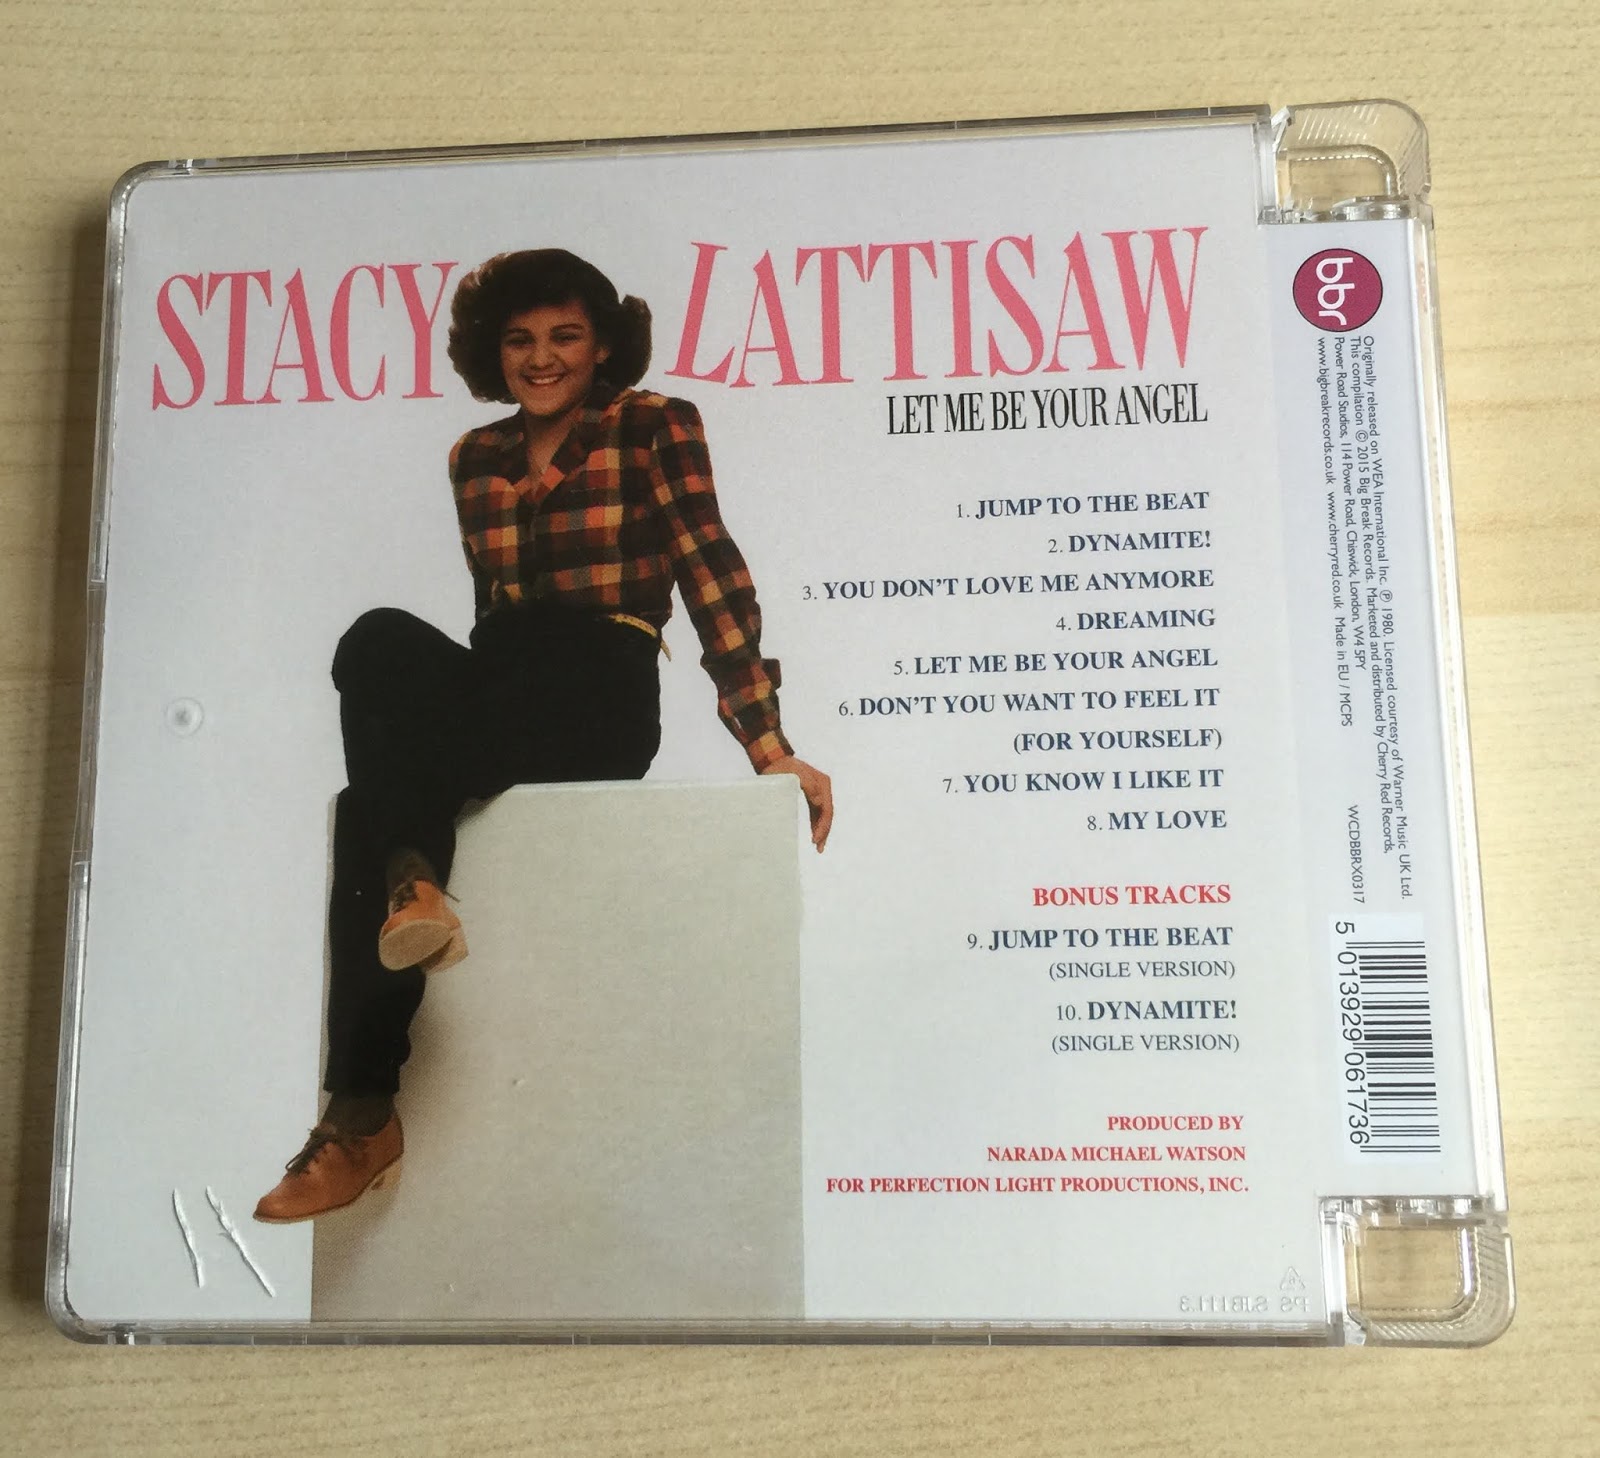 STACY LATTISAW
LET ME BE YOUR ANGEL
1. JUMP TO THE BEAT
2. DYNAMITE!
3. YOU DON'T LOVE ME ANYMORE
4. DREAMING
5. LET ME BE YOUR ANGEL
6. DON'T YOU WANT TO FEEL IT
(FOR YOURSELF)
7. YOU KNOW I LIKE IT
8. MY LOVE
BONUS TRACKS
9. JUMP TO THE BEAT
(SINGLE VERSION)
10. DYNAMITE!
(SINGLE VERSION)
PRODUCED BY
NARADA MICHAEL WATSON
FOR PERFECTION LIGHT PRODUCTIONS, INC.
bbr
Originally released on WEA International Inc. ℗ 1980. Licensed courtesy of Warner Music UK Ltd.
This compilation © 2015 Big Break Records. Marketed and distributed by Cherry Red Records,
Power Road Studios, 114 Power Road, Chiswick, London, W4 5PY
www.bigbreakrecords.co.uk www.cherryred.co.uk Made in EU / MCPS
WCDBBRX0317
5 013929 061736
PS SJB111.3